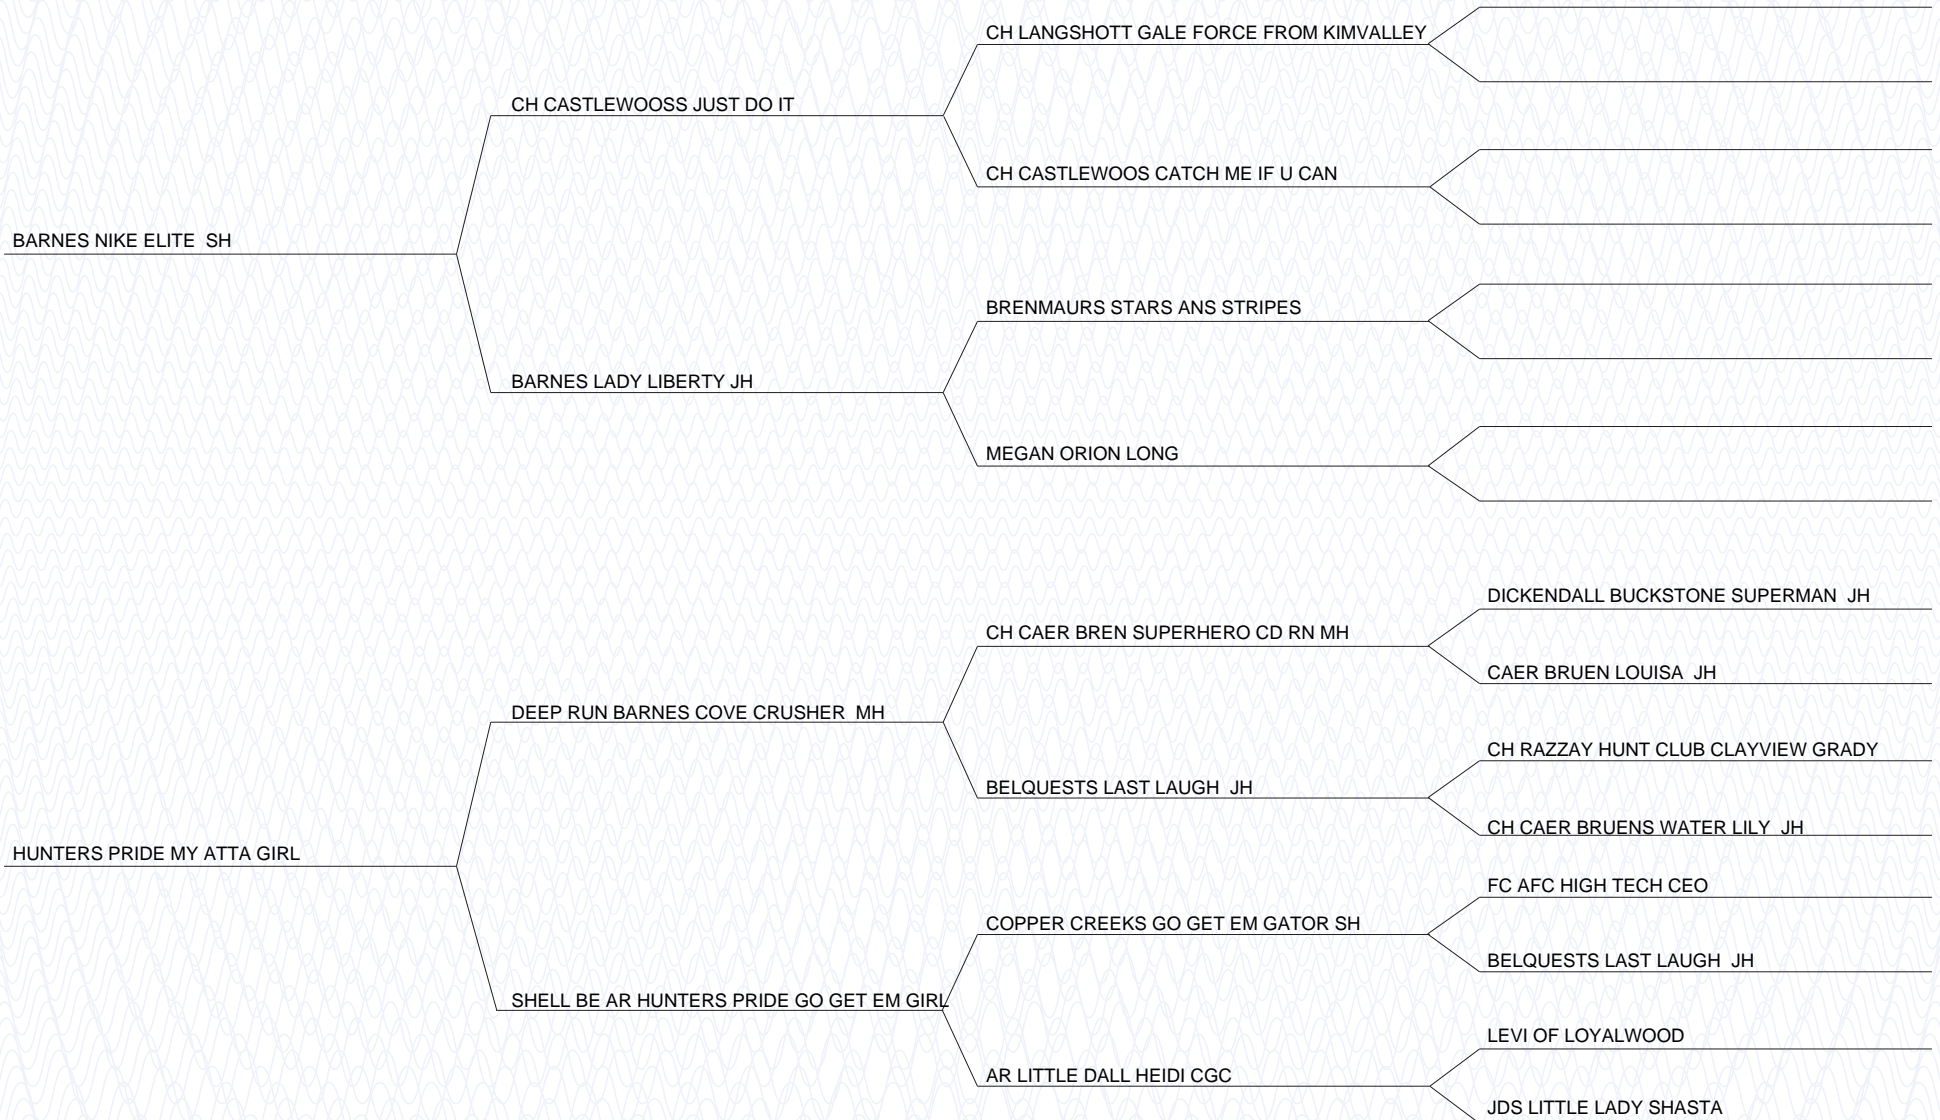 CH LANGSHOTT GALE FORCE FROM KIMVALLEY
CH CASTLEWOOSS JUST DO IT
CH CASTLEWOOS CATCH ME IF U CAN
BARNES NIKE ELITE  SH
BRENMAURS STARS ANS STRIPES
BARNES LADY LIBERTY JH
MEGAN ORION LONG
DICKENDALL BUCKSTONE SUPERMAN  JH
CH CAER BREN SUPERHERO CD RN MH
CAER BRUEN LOUISA  JH
DEEP RUN BARNES COVE CRUSHER  MH
CH RAZZAY HUNT CLUB CLAYVIEW GRADY
BELQUESTS LAST LAUGH  JH
CH CAER BRUENS WATER LILY  JH
HUNTERS PRIDE MY ATTA GIRL
FC AFC HIGH TECH CEO
COPPER CREEKS GO GET EM GATOR SH
BELQUESTS LAST LAUGH  JH
SHELL BE AR HUNTERS PRIDE GO GET EM GIRL
LEVI OF LOYALWOOD
AR LITTLE DALL HEIDI CGC
JDS LITTLE LADY SHASTA